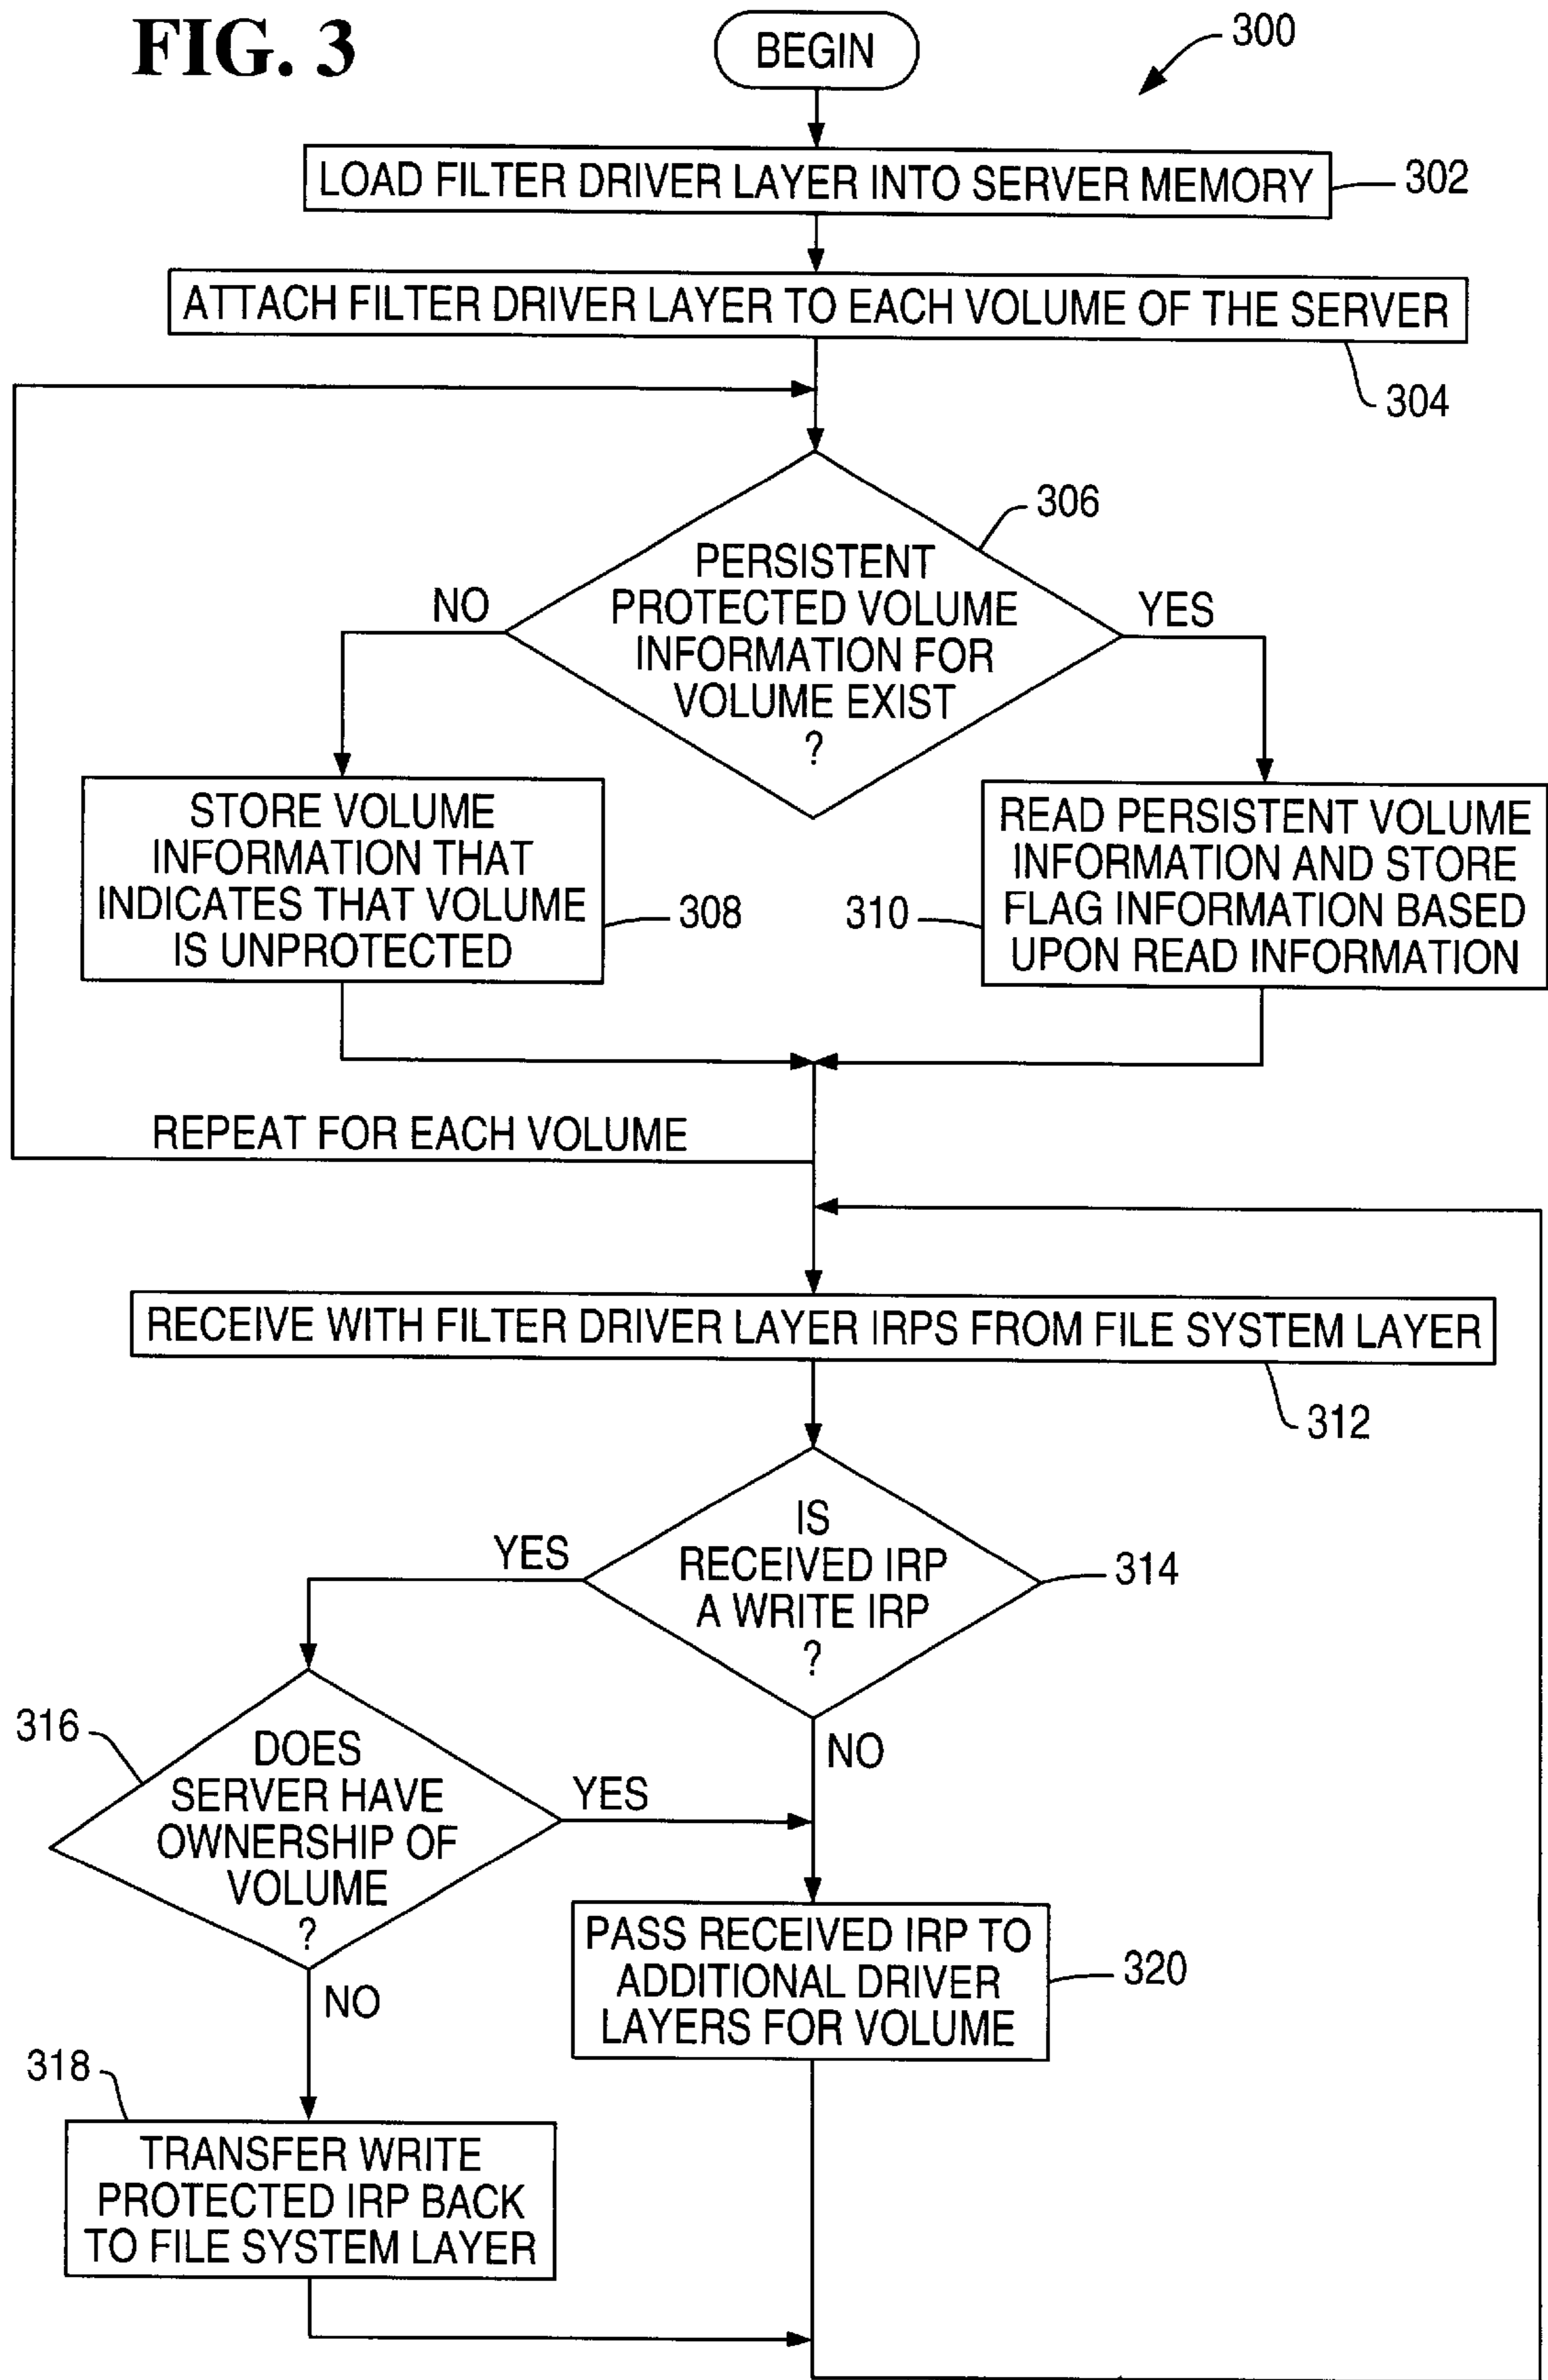 FIG. 3
BEGIN
300
LOAD FILTER DRIVER LAYER INTO SERVER MEMORY
302
ATTACH FILTER DRIVER LAYER TO EACH VOLUME OF THE SERVER
304
306
PERSISTENT
PROTECTED VOLUME
INFORMATION FOR
VOLUME EXIST
?
NO
YES
STORE VOLUME
INFORMATION THAT
INDICATES THAT VOLUME
IS UNPROTECTED
308
310
READ PERSISTENT VOLUME
INFORMATION AND STORE
FLAG INFORMATION BASED
UPON READ INFORMATION
REPEAT FOR EACH VOLUME
RECEIVE WITH FILTER DRIVER LAYER IRPS FROM FILE SYSTEM LAYER
312
IS
RECEIVED IRP
A WRITE IRP
?
314
YES
NO
316
DOES
SERVER HAVE
OWNERSHIP OF
VOLUME
?
YES
NO
PASS RECEIVED IRP TO
ADDITIONAL DRIVER
LAYERS FOR VOLUME
320
318
TRANSFER WRITE
PROTECTED IRP BACK
TO FILE SYSTEM LAYER